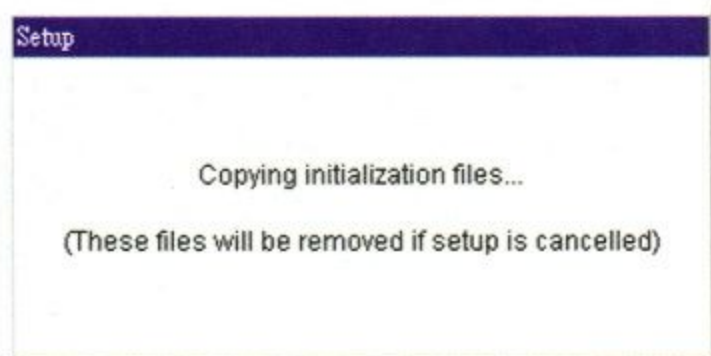 Setup
Copying initialization files...
(These files will be removed if setup is cancelled)